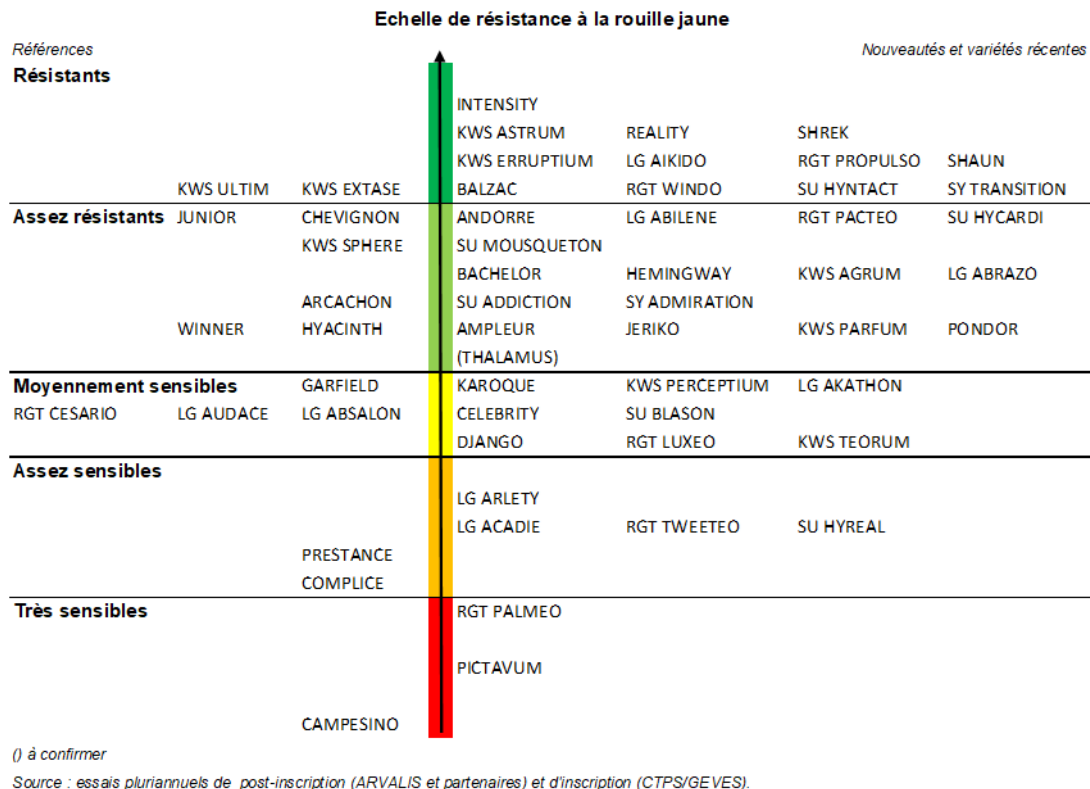 Echelle de résistance à la rouille jaune
Références Nouveautés et variétés récentes
Résistants
INTENSITY
KWS ASTRUM REALITY SHREK
KWS ERRUPTIUM LG AIKIDO RGT PROPULSO SHAUN
KWS ULTIM KWS EXTASE BALZAC RGT WINDO SU HYNTACT SY TRANSITION
Assez résistants JUNIOR CHEVIGNON ANDORRE LG ABILENE RGT PACTEO SU HYCARDI
KWS SPHERE SU MOUSQUETON
BACHELOR HEMINGWAY KWS AGRUM LG ABRAZO
ARCACHON SU ADDICTION SY ADMIRATION
WINNER HYACINTH AMPLEUR JERIKO KWS PARFUM PONDOR
(THALAMUS)
Moyennement sensibles GARFIELD KAROQUE KWS PERCEPTIUM LG AKATHON
RGT CESARIO LG AUDACE LG ABSALON CELEBRITY SU BLASON
DJANGO RGT LUXEO KWS TEORUM
Assez sensibles
LG ARLETY
LG ACADIE RGT TWEETEO SU HYREAL
PRESTANCE
COMPLICE
Très sensibles RGT PALMEO
PICTAVUM
CAMPESINO
() à confirmer
Source : essais pluriannuels de post-inscription (ARVALIS et partenaires) et d'inscription (CTPS/GEVES).